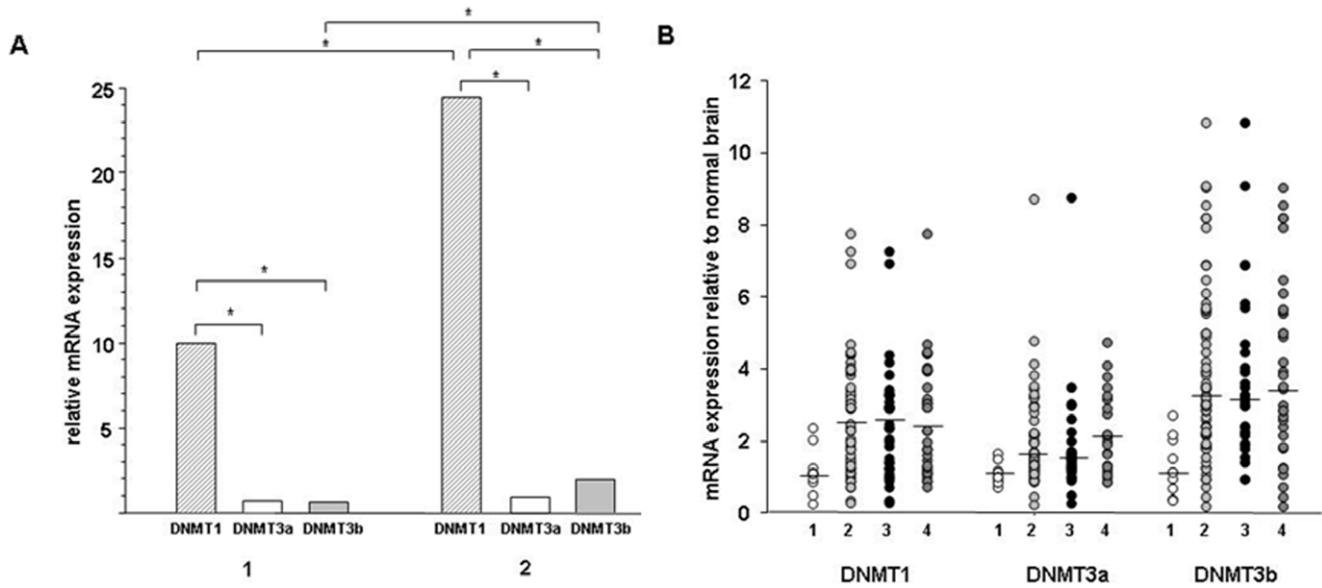 A
*
*
*
*
25
20
15
10
5
relative mRNA expression
*
*
DNMT1 DNMT3a DNMT3b DNMT1 DNMT3a DNMT3b
1 2
B
12
10
8
6
4
2
0
mRNA expression relative to normal brain
1 2 3 4 1 2 3 4 1 2 3 4
DNMT1 DNMT3a DNMT3b